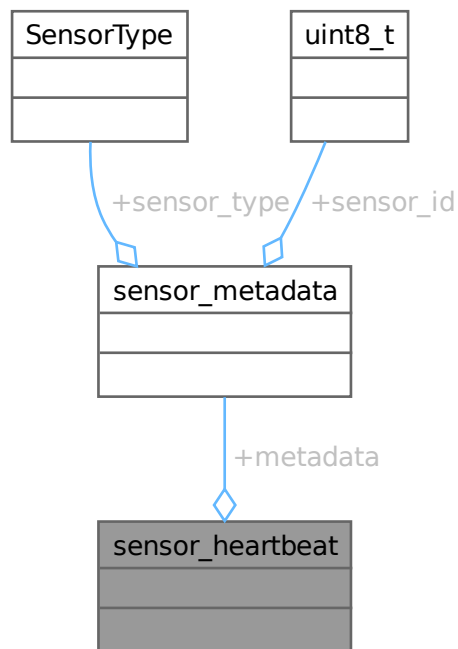 SensorType
uint8_t
+sensor_type
+sensor_id
sensor_metadata
+metadata
sensor_heartbeat